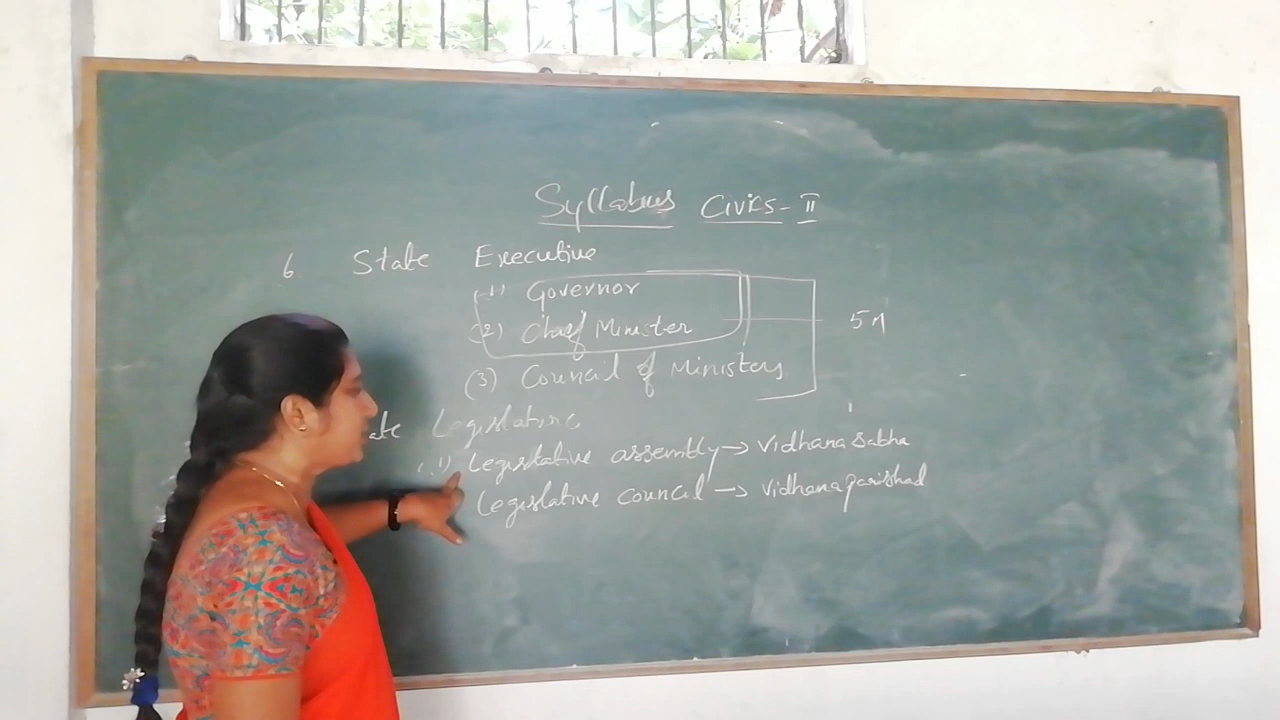 Syllabus Civics - II
6 State Executive
(1) Governor
(2) Chief Minister
(3) Council of Ministers
5M
Legislature
(1) Legislative assembly → Vidhana Sabha
Legislative council → Vidhana parishad